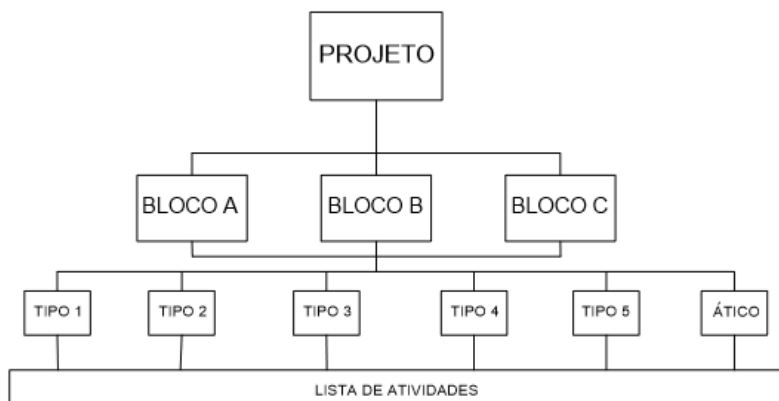 PROJETO
BLOCO A
BLOCO B
BLOCO C
TIPO 1
TIPO 2
TIPO 3
TIPO 4
TIPO 5
ÁTICO
LISTA DE ATIVIDADES